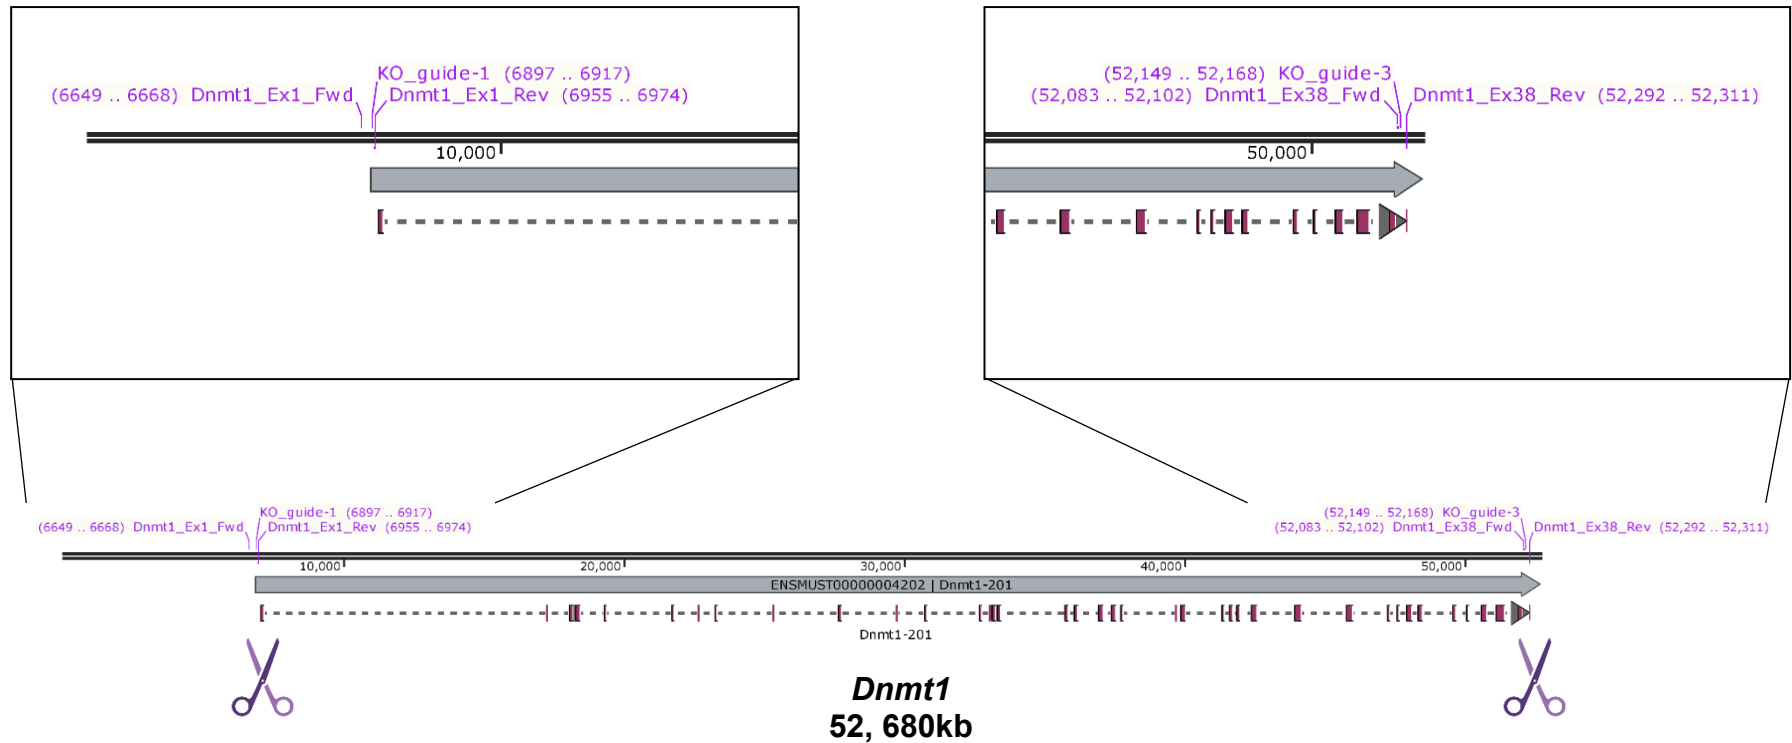 KO_guide-1 (6897 .. 6917)
(6649 .. 6668) Dnmt1_Ex1_Fwd
Dnmt1_Ex1_Rev (6955 .. 6974)
10,000
(52,149 .. 52,168) KO_guide-3
(52,083 .. 52,102) Dnmt1_Ex38_Fwd
Dnmt1_Ex38_Rev (52,292 .. 52,311)
50,000
KO_guide-1 (6897 .. 6917)
(6649 .. 6668) Dnmt1_Ex1_Fwd
Dnmt1_Ex1_Rev (6955 .. 6974)
(52,149 .. 52,168) KO_guide-3
(52,083 .. 52,102) Dnmt1_Ex38_Fwd
Dnmt1_Ex38_Rev (52,292 .. 52,311)
10,000 20,000 30,000 40,000 50,000
ENSMUST00000004202 | Dnmt1-201
Dnmt1-201
Dnmt1
52, 680kb